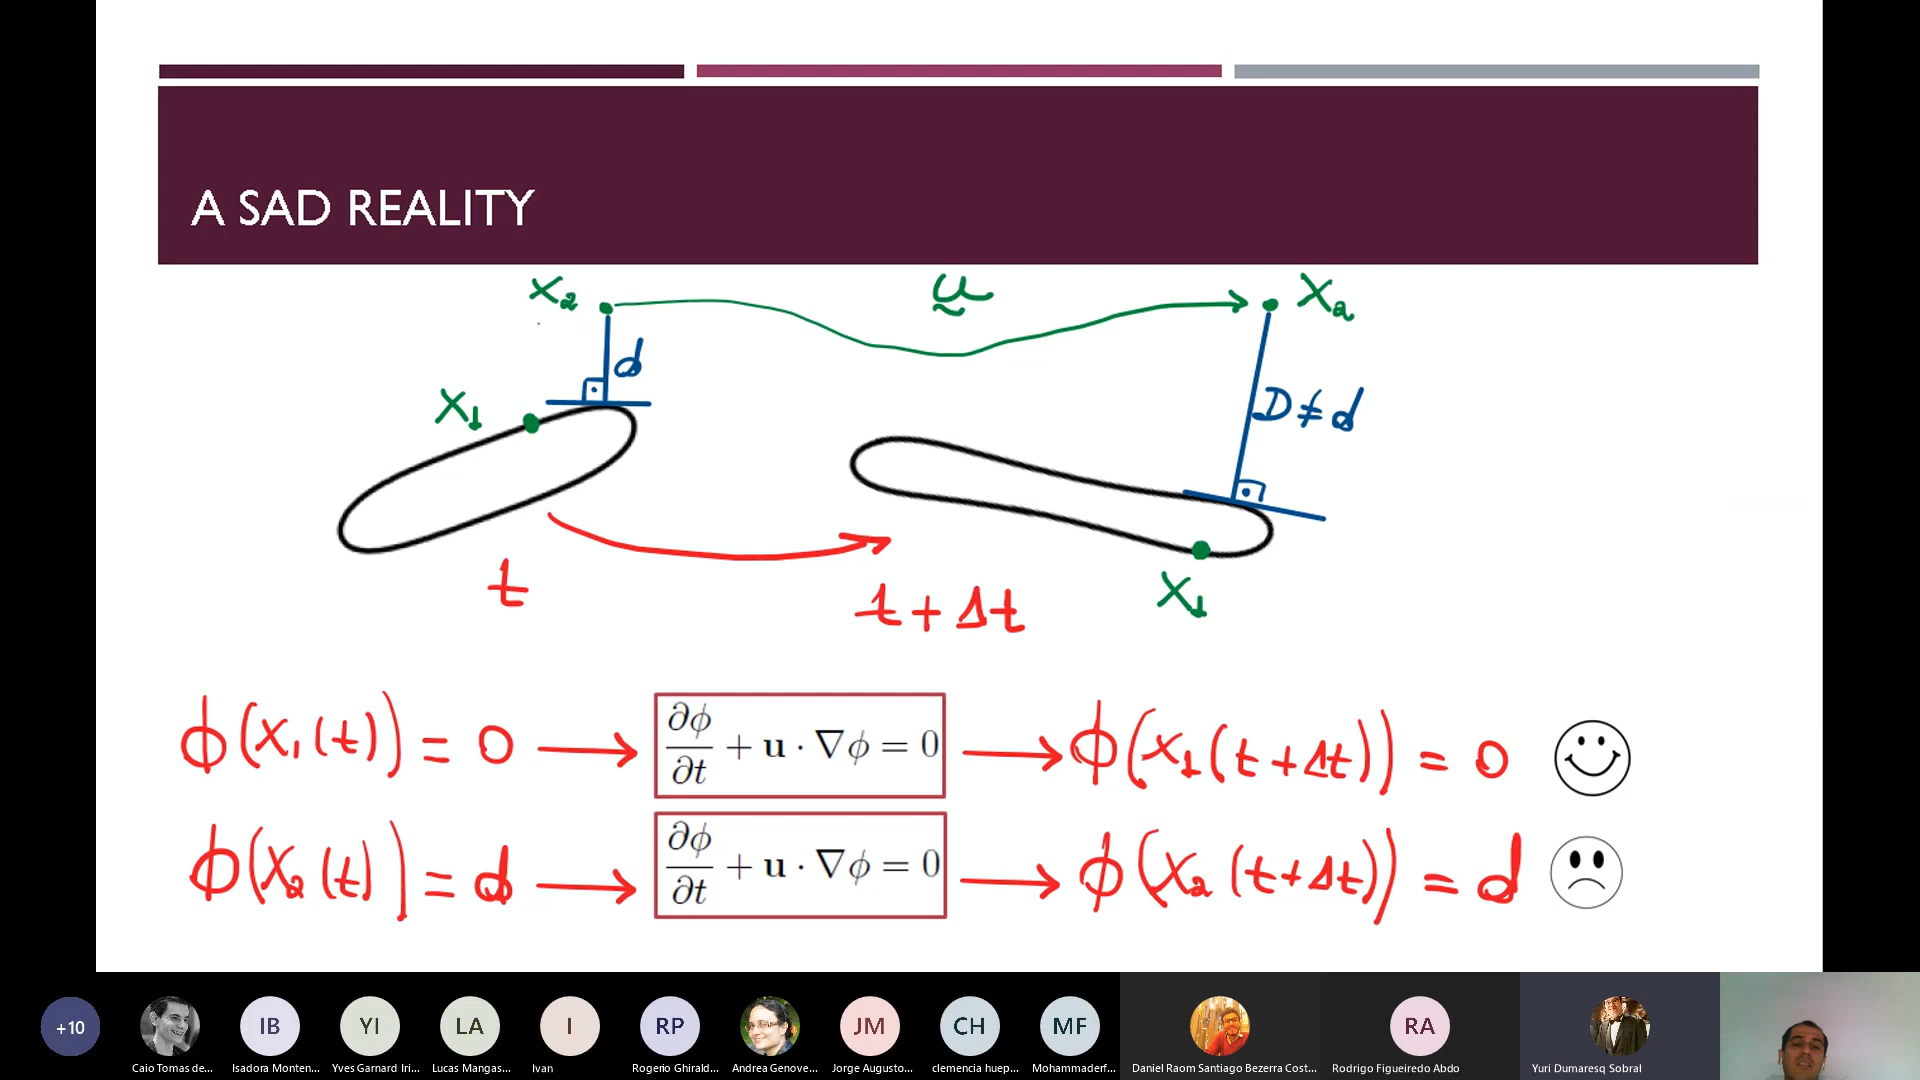 A SAD REALITY
X₂ u X₂
d
X₁ D ≠ d
t
t + Δt X₁
ϕ(X₁(t)) = 0 → ∂ϕ/∂t + u · ∇ϕ = 0 → ϕ(X₁(t+Δt)) = 0
ϕ(X₂(t)) = d → ∂ϕ/∂t + u · ∇ϕ = 0 → ϕ(X₂(t+Δt)) = d
+10 IB YI LA I RP JM CH MF RA
Caio Tomas de... Isadora Monten... Yves Garnard Iri... Lucas Mangas... Ivan Rogerio Ghirald... Andrea Genove... Jorge Augusto... clemencia huep... Mohammaderf... Daniel Raom Santiago Bezerra Cost... Rodrigo Figueiredo Abdo Yuri Dumaresq Sobral